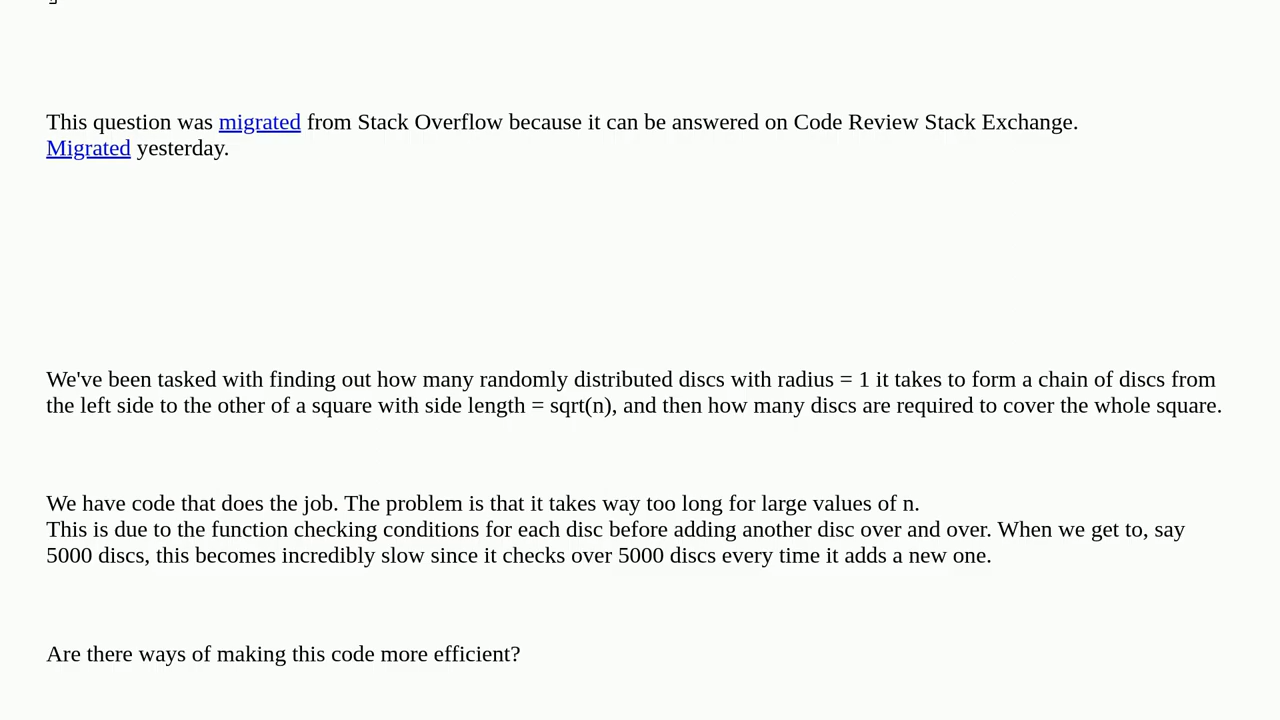 This question was migrated from Stack Overflow because it can be answered on Code Review Stack Exchange.
Migrated yesterday.
We've been tasked with finding out how many randomly distributed discs with radius = 1 it takes to form a chain of discs from
the left side to the other of a square with side length = sqrt(n), and then how many discs are required to cover the whole square.
We have code that does the job. The problem is that it takes way too long for large values of n.
This is due to the function checking conditions for each disc before adding another disc over and over. When we get to, say
5000 discs, this becomes incredibly slow since it checks over 5000 discs every time it adds a new one.
Are there ways of making this code more efficient?